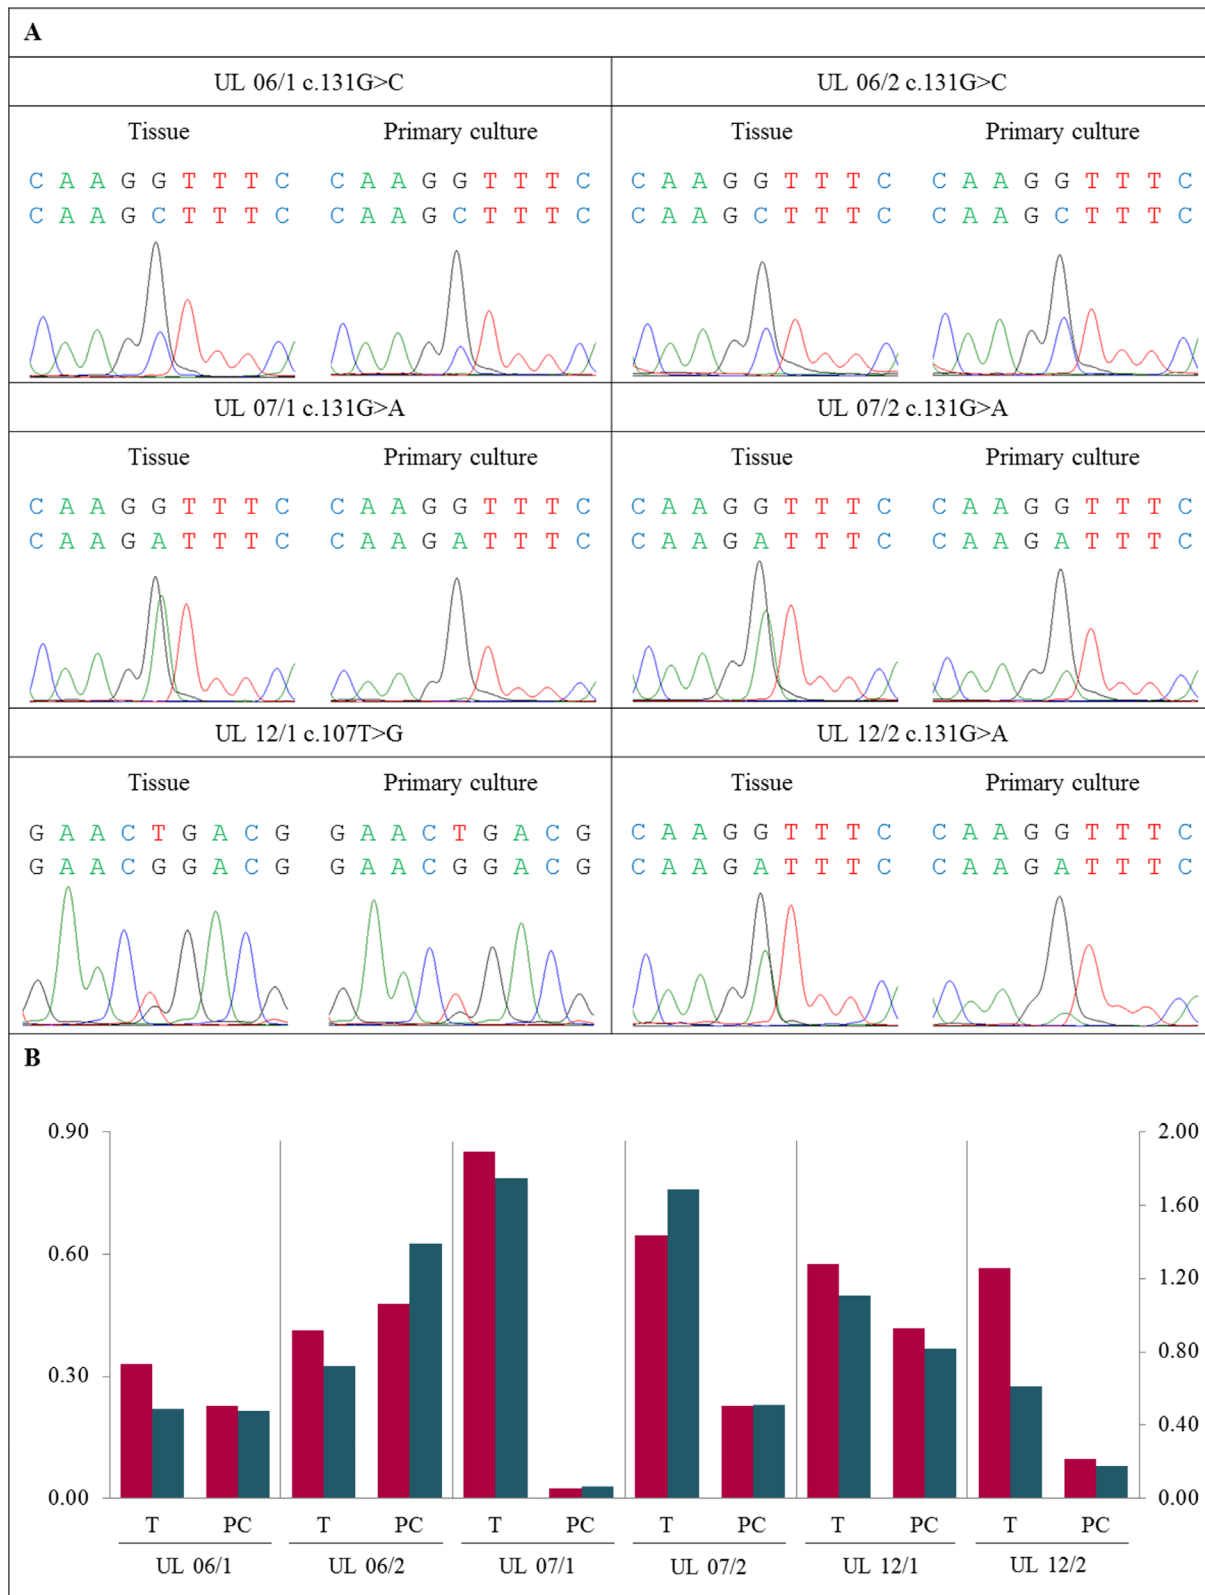 A
UL 06/1 c.131G>C UL 06/2 c.131G>C
Tissue Primary culture Tissue Primary culture
C A A G G T T T C C A A G G T T T C C A A G G T T T C C A A G G T T T C
C A A G C T T T C C A A G C T T T C C A A G C T T T C C A A G C T T T C
UL 07/1 c.131G>A UL 07/2 c.131G>A
Tissue Primary culture Tissue Primary culture
C A A G G T T T C C A A G G T T T C C A A G G T T T C C A A G G T T T C
C A A G A T T T C C A A G A T T T C C A A G A T T T C C A A G A T T T C
UL 12/1 c.107T>G UL 12/2 c.131G>A
Tissue Primary culture Tissue Primary culture
G A A C T G A C G G A A C T G A C G C A A G G T T T C C A A G G T T T C
G A A C G G A C G G A A C G G A C G C A A G A T T T C C A A G A T T T C
B
0.90 2.00
1.60
0.60
1.20
0.30 0.80
0.40
0.00 0.00
T PC T PC T PC T PC T PC T PC
UL 06/1 UL 06/2 UL 07/1 UL 07/2 UL 12/1 UL 12/2